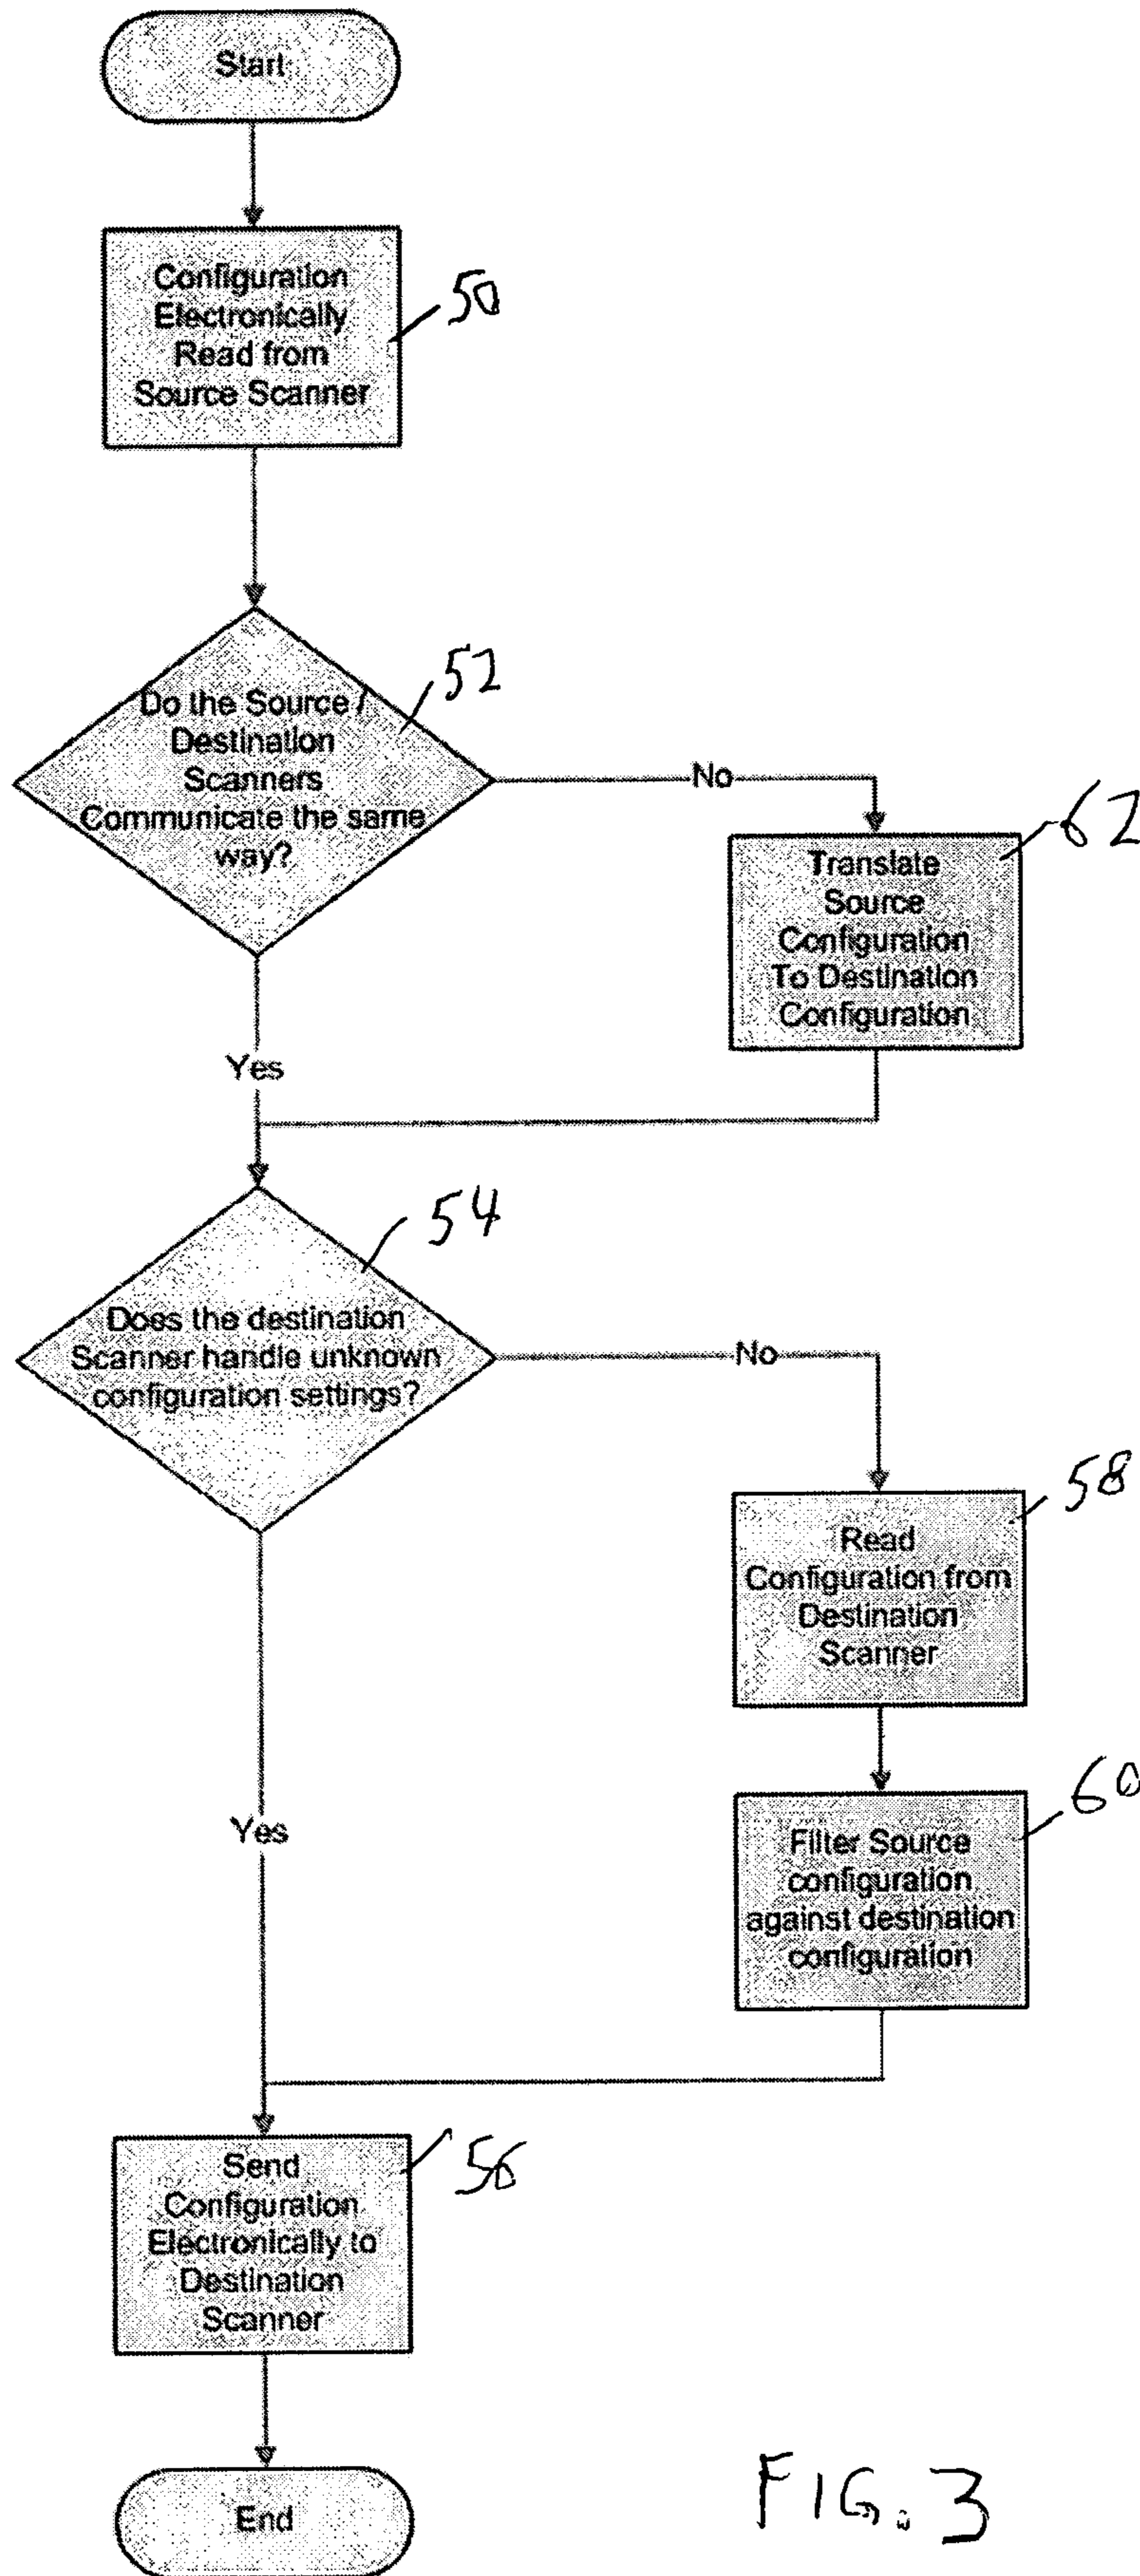 Start
Configuration
Electronically
Read from
Source Scanner
50
Do the Source /
Destination
Scanners
Communicate the same
way?
52
No
Translate
Source
Configuration
To Destination
Configuration
62
Yes
Does the destination
Scanner handle unknown
configuration settings?
54
No
Read
Configuration from
Destination
Scanner
58
Filter Source
configuration
against destination
configuration
60
Yes
Send
Configuration
Electronically to
Destination
Scanner
56
End
FIG. 3